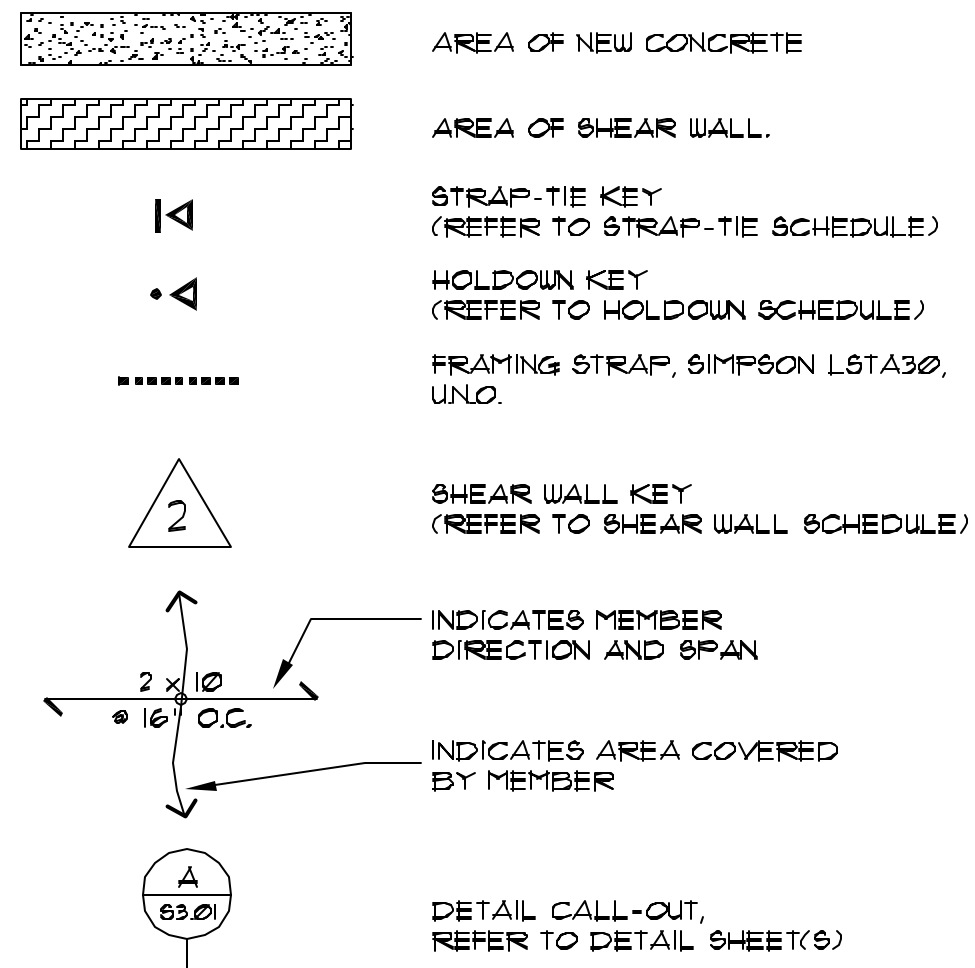 AREA OF NEW CONCRETE
AREA OF SHEAR WALL.
STRAP-TIE KEY
(REFER TO STRAP-TIE SCHEDULE)
HOLDOWN KEY
(REFER TO HOLDOWN SCHEDULE)
FRAMING STRAP, SIMPSON LSTA30,
U.N.O.
2
SHEAR WALL KEY
(REFER TO SHEAR WALL SCHEDULE)
INDICATES MEMBER
DIRECTION AND SPAN
2 x 10
@ 16" O.C.
INDICATES AREA COVERED
BY MEMBER
A
S3.01
DETAIL CALL-OUT,
REFER TO DETAIL SHEET(S)